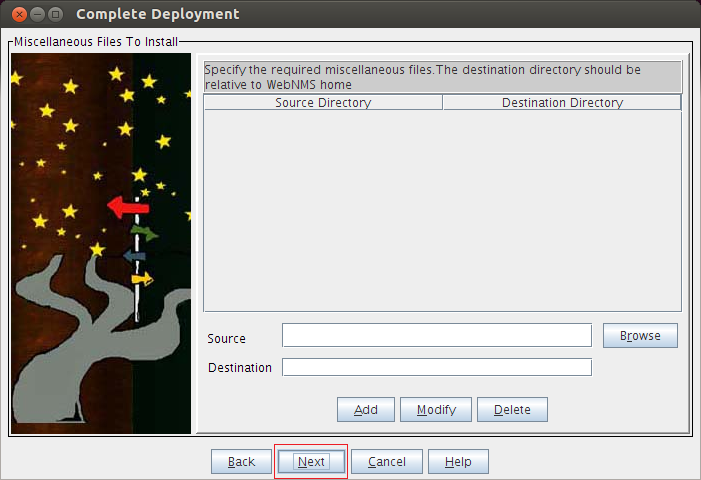 Complete Deployment
Miscellaneous Files To Install
Specify the required miscellaneous files.The destination directory should be
relative to WebNMS home
Source Directory Destination Directory
Source
Browse
Destination
Add Modify Delete
Back Next Cancel Help